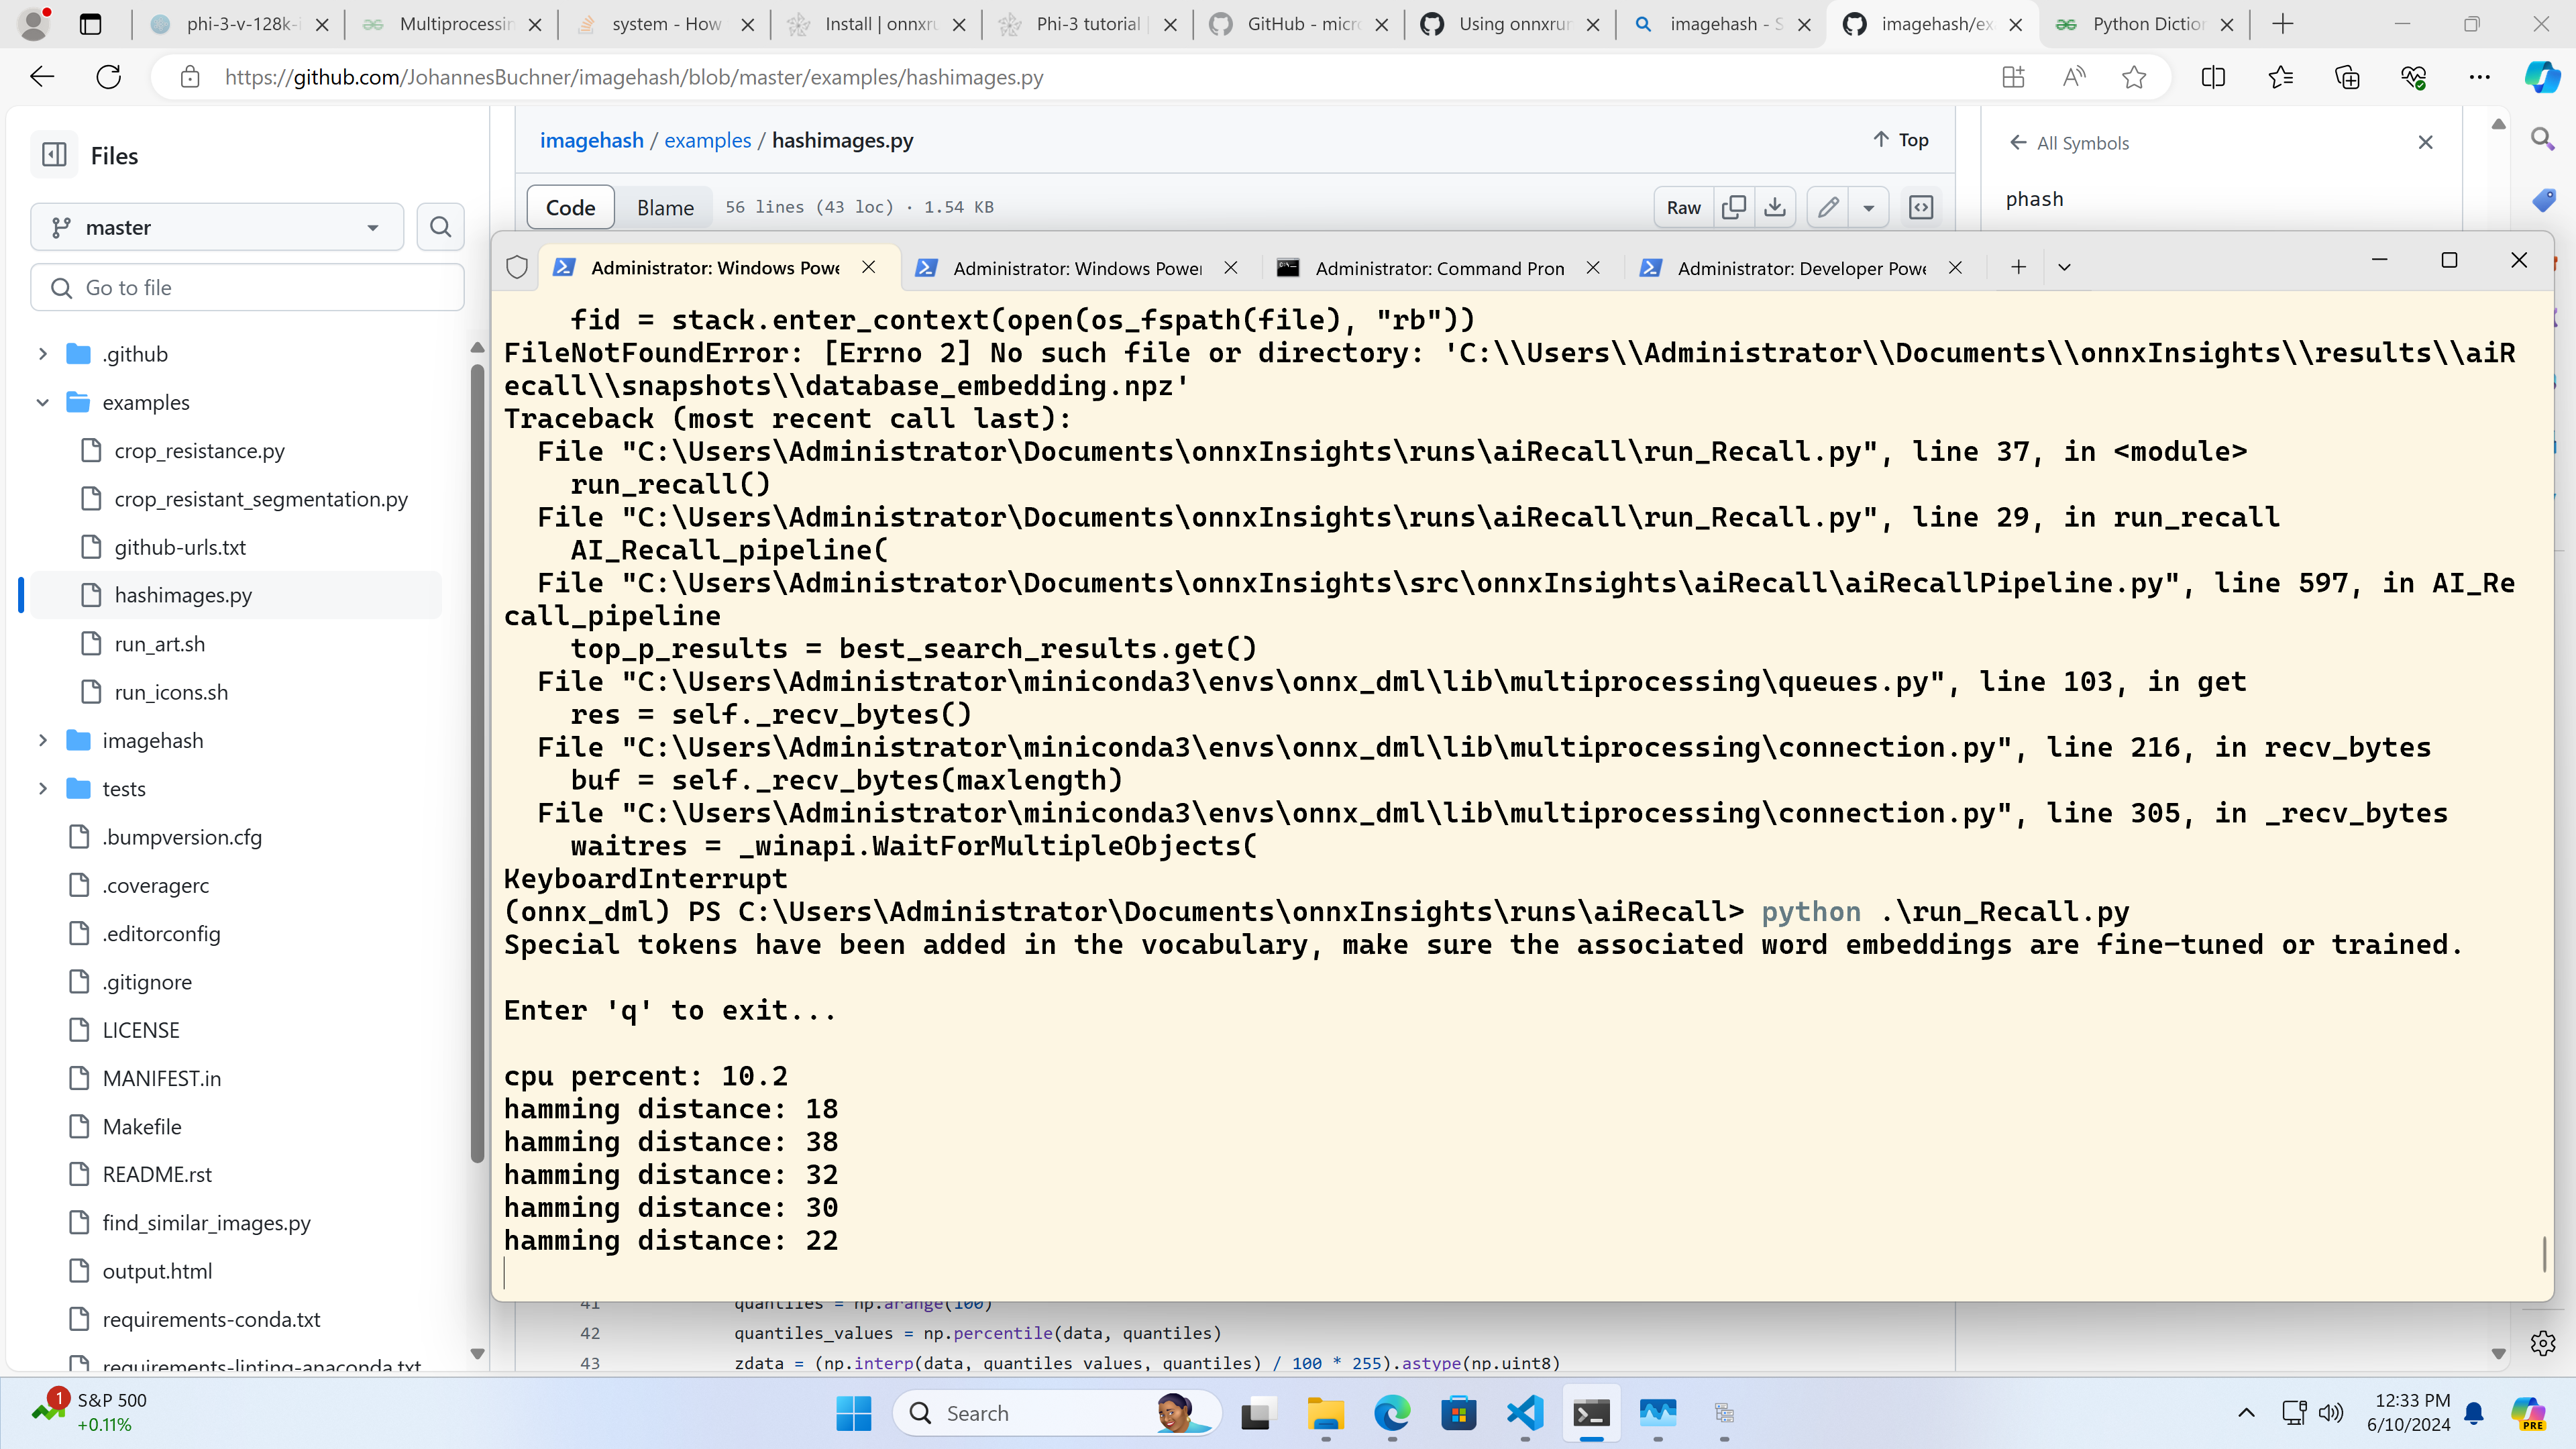 phi-3-v-128k-i
Multiprocessin
system - How
Install | onnxru
Phi-3 tutorial |
GitHub - micro
Using onnxrun
imagehash - S
imagehash/exa
Python Diction
https://github.com/JohannesBuchner/imagehash/blob/master/examples/hashimages.py
Files
master
Go to file
.github
examples
crop_resistance.py
crop_resistant_segmentation.py
github-urls.txt
hashimages.py
run_art.sh
run_icons.sh
imagehash
tests
.bumpversion.cfg
.coveragerc
.editorconfig
.gitignore
LICENSE
MANIFEST.in
Makefile
README.rst
find_similar_images.py
output.html
requirements-conda.txt
requirements-linting-anaconda.txt
imagehash / examples / hashimages.py
Top
Code Blame 56 lines (43 loc) · 1.54 KB
Raw
All Symbols
phash
Administrator: Windows Powe
Administrator: Windows Power
Administrator: Command Prom
Administrator: Developer Powe
fid = stack.enter_context(open(os_fspath(file), "rb"))
FileNotFoundError: [Errno 2] No such file or directory: 'C:\\Users\\Administrator\\Documents\\onnxInsights\\results\\aiR
ecall\\snapshots\\database_embedding.npz'
Traceback (most recent call last):
File "C:\Users\Administrator\Documents\onnxInsights\runs\aiRecall\run_Recall.py", line 37, in <module>
run_recall()
File "C:\Users\Administrator\Documents\onnxInsights\runs\aiRecall\run_Recall.py", line 29, in run_recall
AI_Recall_pipeline(
File "C:\Users\Administrator\Documents\onnxInsights\src\onnxInsights\aiRecall\aiRecallPipeline.py", line 597, in AI_Re
call_pipeline
top_p_results = best_search_results.get()
File "C:\Users\Administrator\miniconda3\envs\onnx_dml\lib\multiprocessing\queues.py", line 103, in get
res = self._recv_bytes()
File "C:\Users\Administrator\miniconda3\envs\onnx_dml\lib\multiprocessing\connection.py", line 216, in recv_bytes
buf = self._recv_bytes(maxlength)
File "C:\Users\Administrator\miniconda3\envs\onnx_dml\lib\multiprocessing\connection.py", line 305, in _recv_bytes
waitres = _winapi.WaitForMultipleObjects(
KeyboardInterrupt
(onnx_dml) PS C:\Users\Administrator\Documents\onnxInsights\runs\aiRecall> python .\run_Recall.py
Special tokens have been added in the vocabulary, make sure the associated word embeddings are fine-tuned or trained.
Enter 'q' to exit...
cpu percent: 10.2
hamming distance: 18
hamming distance: 38
hamming distance: 32
hamming distance: 30
hamming distance: 22
41 quantiles = np.arange(100)
42 quantiles_values = np.percentile(data, quantiles)
43 zdata = (np.interp(data, quantiles_values, quantiles) / 100 * 255).astype(np.uint8)
1
S&P 500
+0.11%
Search
12:33 PM
6/10/2024
PRE